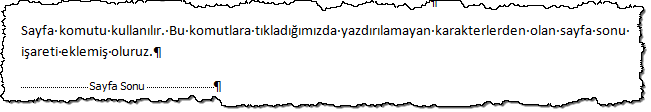 Sayfa komutu kullanılır. Bu komutlara tıkladığımızda yazdırılamayan karakterlerden olan sayfa sonu
işareti eklemiş oluruz.¶
Sayfa Sonu¶